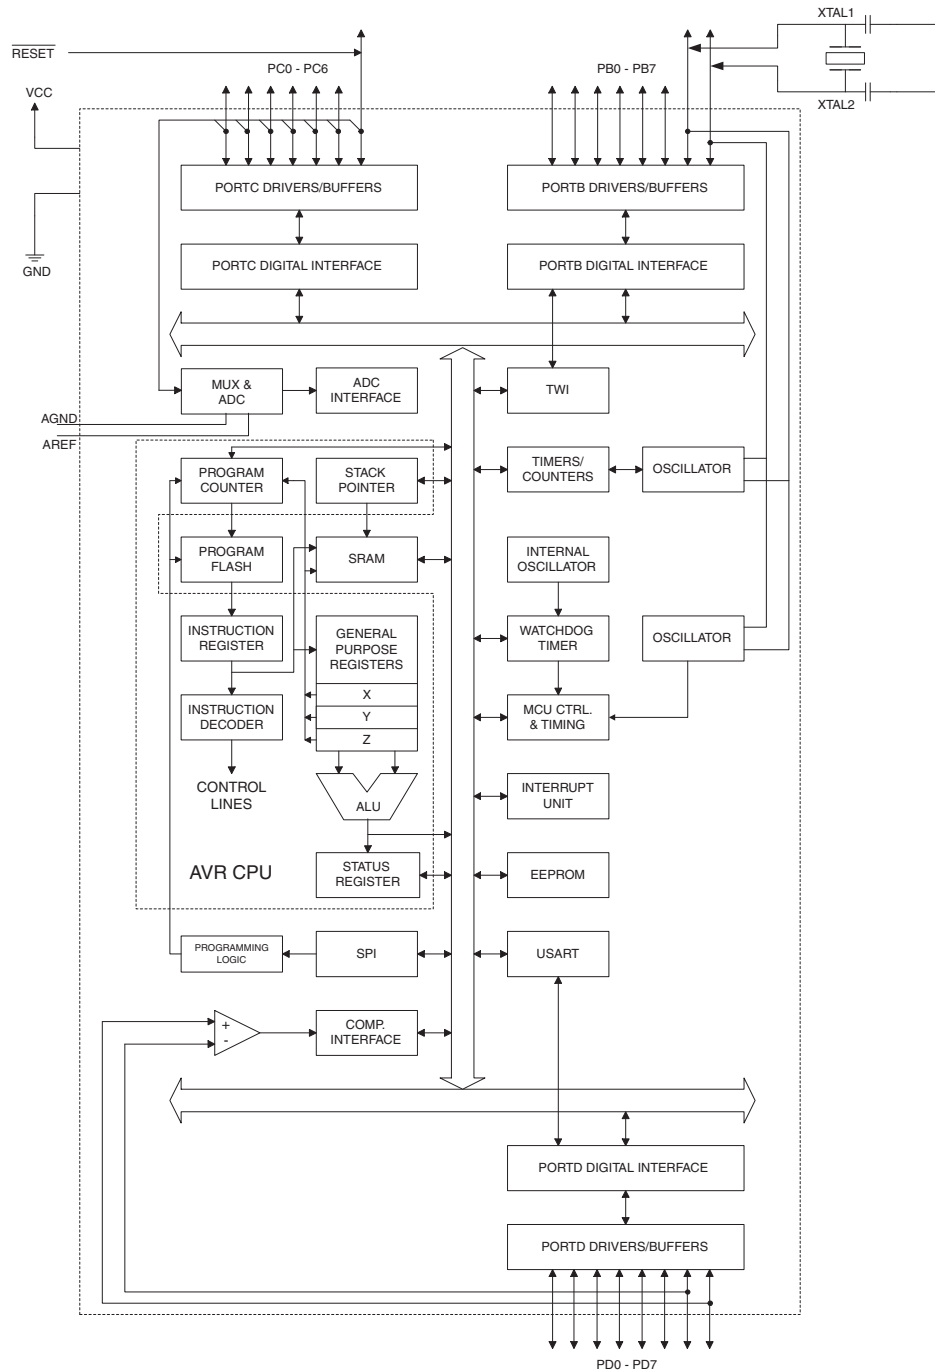 XTAL1
RESET
PC0 - PC6
PB0 - PB7
VCC
XTAL2
PORTC DRIVERS/BUFFERS
PORTB DRIVERS/BUFFERS
GND
PORTC DIGITAL INTERFACE
PORTB DIGITAL INTERFACE
MUX &
ADC
ADC
INTERFACE
TWI
AGND
AREF
PROGRAM
COUNTER
STACK
POINTER
TIMERS/
COUNTERS
OSCILLATOR
PROGRAM
FLASH
SRAM
INTERNAL
OSCILLATOR
INSTRUCTION
REGISTER
GENERAL
PURPOSE
REGISTERS
WATCHDOG
TIMER
OSCILLATOR
X
INSTRUCTION
DECODER
Y
MCU CTRL.
& TIMING
Z
CONTROL
LINES
ALU
INTERRUPT
UNIT
AVR CPU
STATUS
REGISTER
EEPROM
PROGRAMMING
LOGIC
SPI
USART
+
-
COMP.
INTERFACE
PORTD DIGITAL INTERFACE
PORTD DRIVERS/BUFFERS
PD0 - PD7